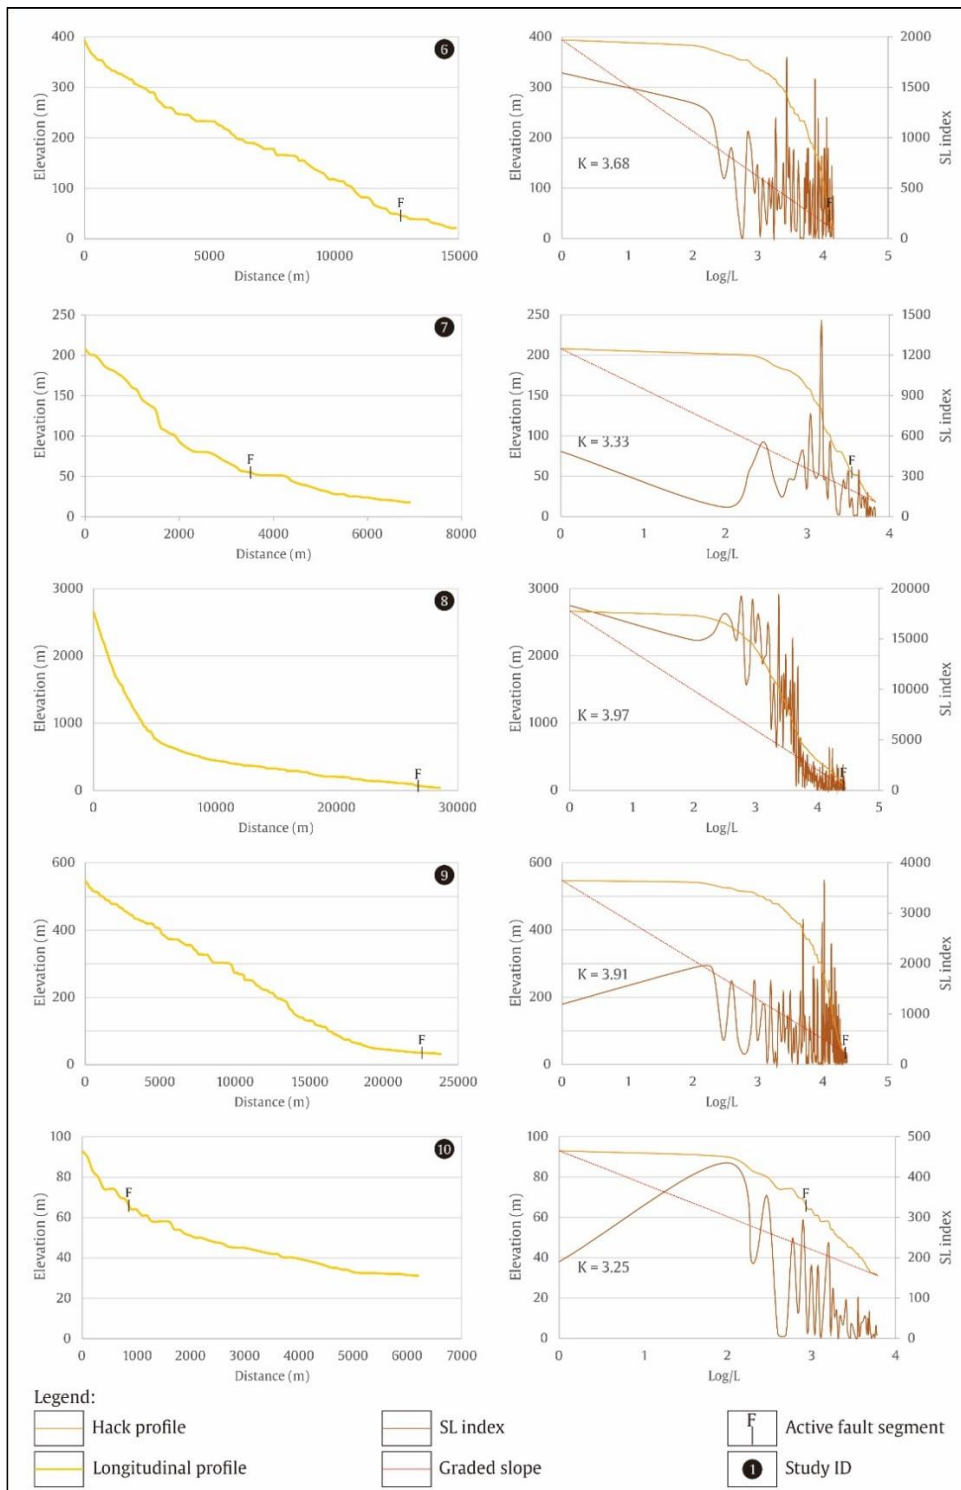 6
400
300
200
100
0
Elevation (m)
F
0 5000 10000 15000
Distance (m)
400
300
200
100
0
Elevation (m)
K = 3.68
F
2000
1500
1000
500
0
SL index
0 1 2 3 4 5
Log/L
7
250
200
150
100
50
0
Elevation (m)
F
0 2000 4000 6000 8000
Distance (m)
250
200
150
100
50
0
Elevation (m)
K = 3.33
F
1500
1200
900
600
300
0
SL index
0 1 2 3 4
Log/L
8
3000
2000
1000
0
Elevation (m)
F
0 10000 20000 30000
Distance (m)
3000
2000
1000
0
Elevation (m)
K = 3.97
F
20000
15000
10000
5000
0
SL index
0 1 2 3 4 5
Log/L
9
600
400
200
0
Elevation (m)
F
0 5000 10000 15000 20000 25000
Distance (m)
600
400
200
0
Elevation (m)
K = 3.91
F
4000
3000
2000
1000
0
SL index
0 1 2 3 4 5
Log/L
10
100
80
60
40
20
0
Elevation (m)
F
0 1000 2000 3000 4000 5000 6000 7000
Distance (m)
100
80
60
40
20
0
Elevation (m)
K = 3.25
F
500
400
300
200
100
0
SL index
0 1 2 3 4
Log/L
Legend:
Hack profile
SL index
F Active fault segment
Longitudinal profile
Graded slope
1 Study ID